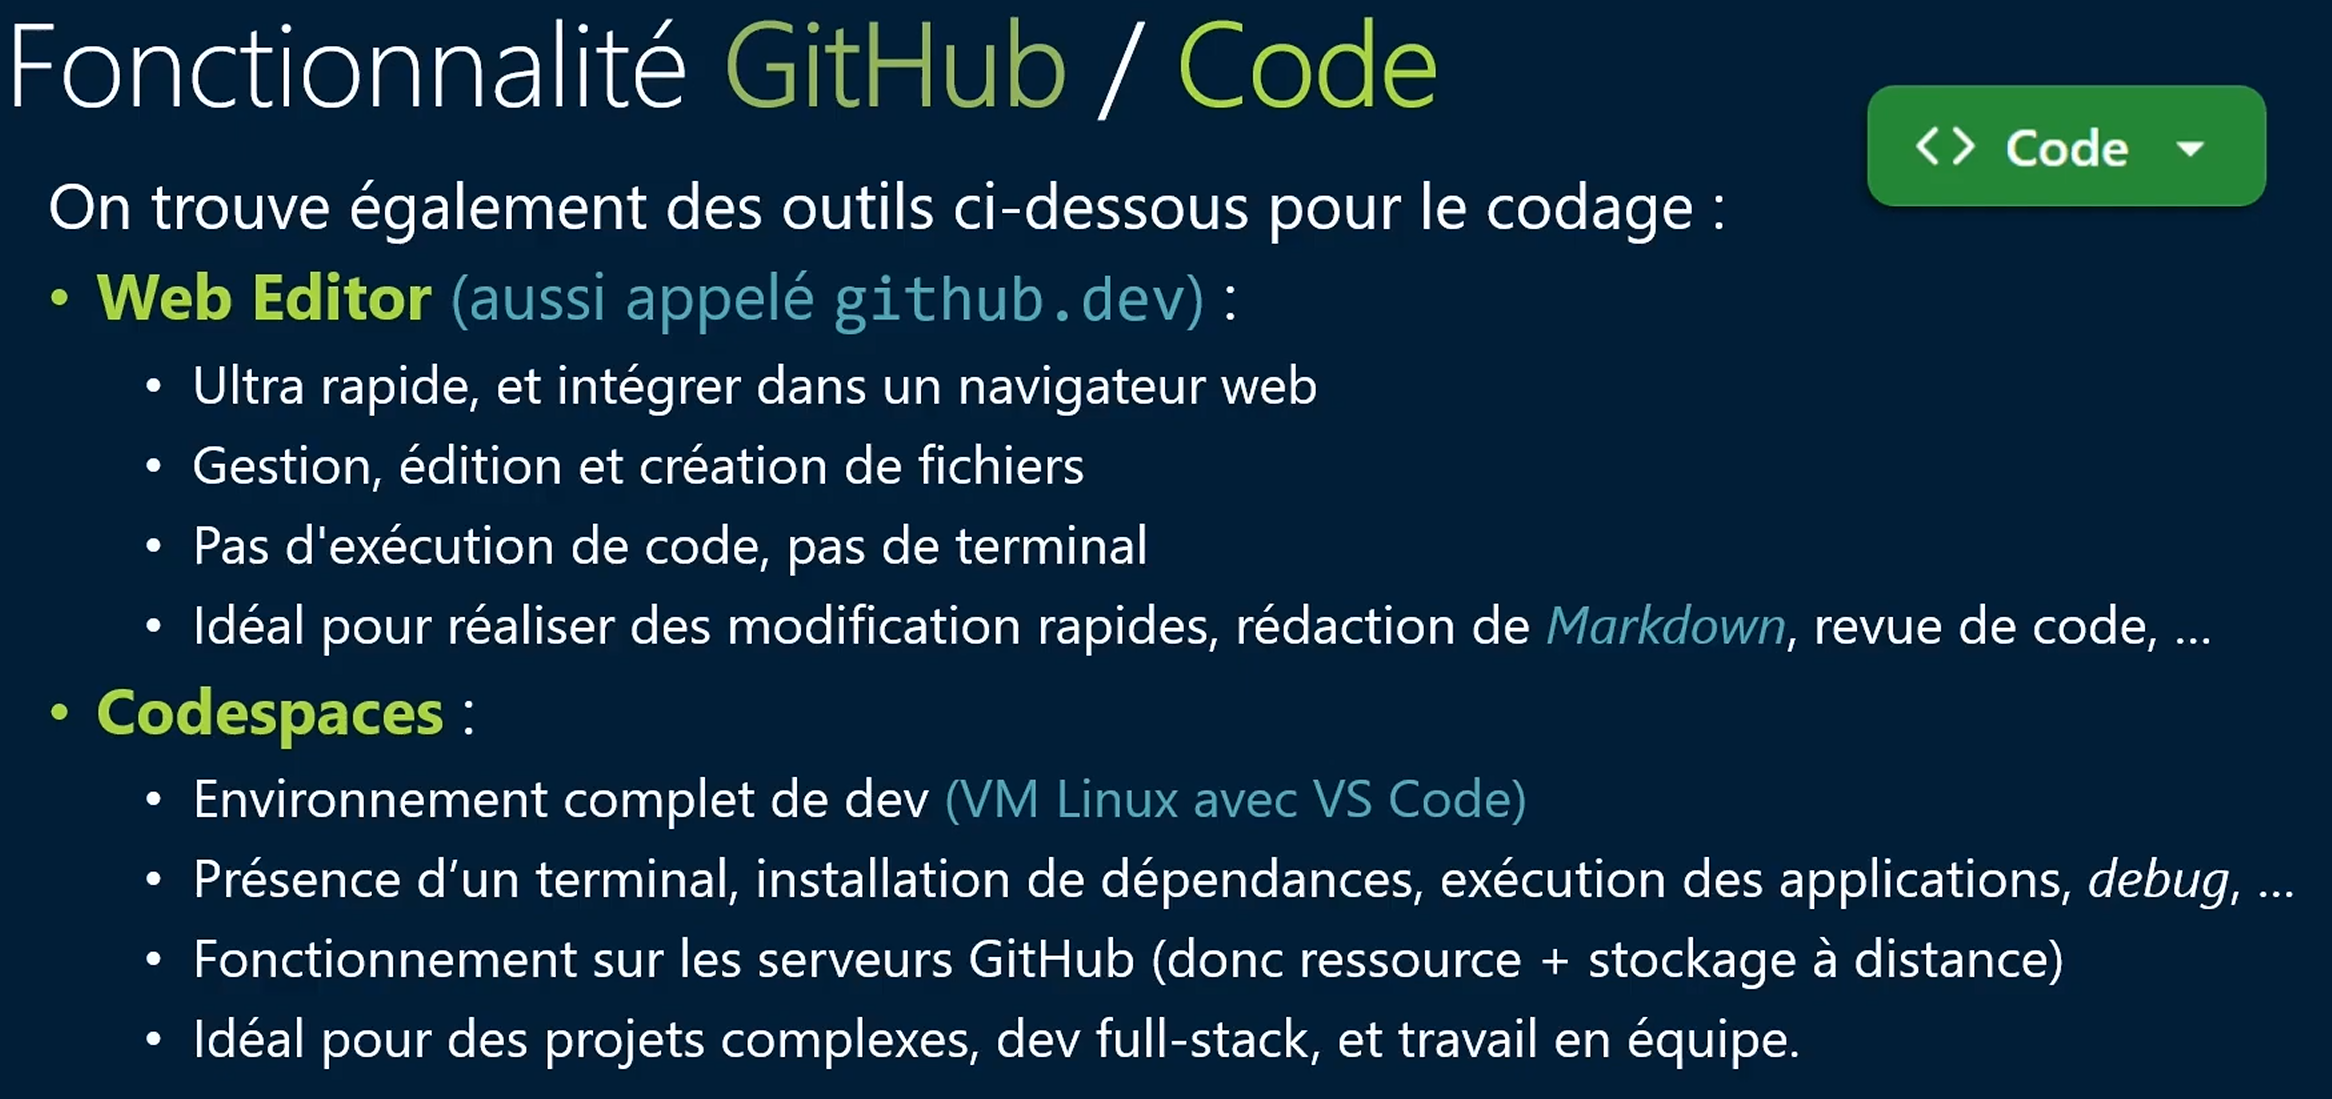 Fonctionnalité GitHub / Code
<> Code
On trouve également des outils ci-dessous pour le codage :
• Web Editor (aussi appelé github.dev) :
• Ultra rapide, et intégrer dans un navigateur web
• Gestion, édition et création de fichiers
• Pas d'exécution de code, pas de terminal
• Idéal pour réaliser des modification rapides, rédaction de Markdown, revue de code, ...
• Codespaces :
• Environnement complet de dev (VM Linux avec VS Code)
• Présence d’un terminal, installation de dépendances, exécution des applications, debug, ...
• Fonctionnement sur les serveurs GitHub (donc ressource + stockage à distance)
• Idéal pour des projets complexes, dev full-stack, et travail en équipe.